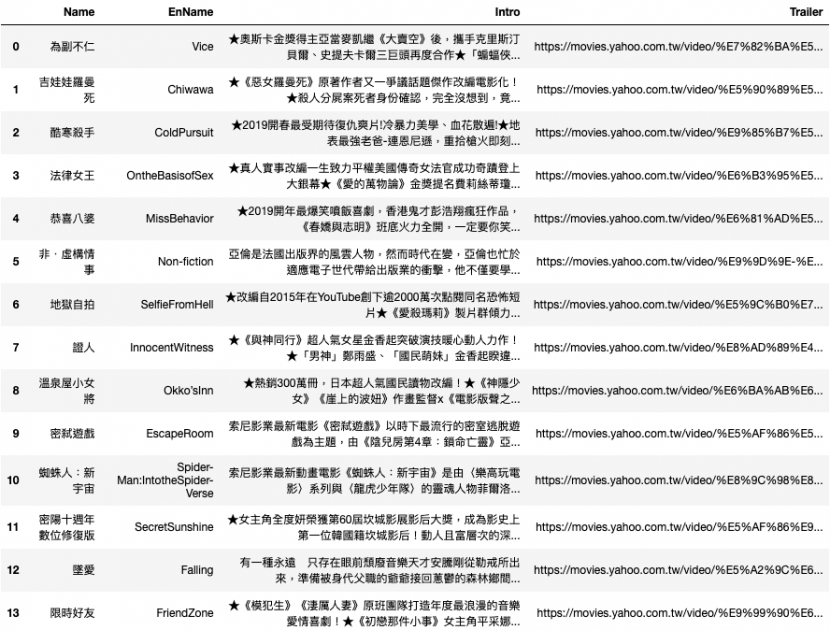 Name EnName Intro Trailer
0 為副不仁 Vice ★奧斯卡金獎得主亞當麥凱繼《大賣空》後，攜手克里斯汀 https://movies.yahoo.com.tw/video/%E7%82%BA%E5...
貝爾、史提夫卡爾三巨頭再度合作★「蝙蝠俠...
1 吉娃娃羅曼 Chiwawa ★《惡女羅曼死》原著作者又一爭議話題傑作改編電影化！ https://movies.yahoo.com.tw/video/%E5%90%89%E5...
死 ★殺人分屍案死者身份確認，完全沒想到，竟...
2 酷寒殺手 ColdPursuit ★2019開春最受期待復仇爽片!冷暴力美學、血花散遍!★地 https://movies.yahoo.com.tw/video/%E9%85%B7%E5...
表最強老爸-連恩尼遜，重拾槍火即刻...
3 法律女王 OntheBasisofSex ★真人實事改編一生致力平權美國傳奇女法官成功奇蹟登上 https://movies.yahoo.com.tw/video/%E6%B3%95%E5...
大銀幕★《愛的萬物論》金獎提名費莉絲蒂瓊...
4 恭喜八婆 MissBehavior ★2019開年最爆笑噴飯喜劇，香港鬼才彭浩翔瘋狂作品， https://movies.yahoo.com.tw/video/%E6%81%AD%E5...
《春嬌與志明》班底火力全開，一定要你笑...
5 非．虛構情 Non-fiction 亞倫是法國出版界的風雲人物，然而時代在變，亞倫也忙於 https://movies.yahoo.com.tw/video/%E9%9D%9E-%E...
事 適應電子世代帶給出版業的衝擊，他不僅要學...
6 地獄自拍 SelfieFromHell ★改編自2015年在YouTube創下逾2000萬次點閱同名恐怖短 https://movies.yahoo.com.tw/video/%E5%9C%B0%E7...
片★《愛殺瑪莉》製片群傾力...
7 證人 InnocentWitness ★《與神同行》超人氣女星金香起突破演技暖心動人力作！ https://movies.yahoo.com.tw/video/%E8%AD%89%E4...
★「男神」鄭雨盛、「國民萌妹」金香起睽違...
8 溫泉屋小女 Okko'sInn ★熱銷300萬冊，日本超人氣國民讀物改編！★《神隱少 https://movies.yahoo.com.tw/video/%E6%BA%AB%E6...
將 女》《崖上的波妞》作畫監督x《電影版聲之...
9 密弒遊戲 EscapeRoom 索尼影業最新電影《密弒遊戲》以時下最流行的密室逃脫遊 https://movies.yahoo.com.tw/video/%E5%AF%86%E5...
戲為主題，由《陰兒房第4章：鎖命亡靈》亞...
10 蜘蛛人：新 Spider- 索尼影業最新動畫電影《蜘蛛人：新宇宙》是由〈樂高玩電 https://movies.yahoo.com.tw/video/%E8%9C%98%E8...
宇宙 Man:IntotheSpider- 影〉系列與〈龍虎少年隊〉的靈魂人物菲爾洛...
Verse
11 密陽十週年 SecretSunshine ★女主角全度妍榮獲第60屆坎城影展影后大獎，成為影史上 https://movies.yahoo.com.tw/video/%E5%AF%86%E9...
數位修復版 第一位韓國籍坎城影后！動人且富層次的深...
12 墜愛 Falling 有一種永遠　只存在眼前頹廢音樂天才安騰剛從勒戒所出 https://movies.yahoo.com.tw/video/%E5%A2%9C%E6...
來，準備被身代父職的爺爺接回蔥鬱的森林鄉間...
13 限時好友 FriendZone ★《模犯生》《淒厲人妻》原班團隊打造年度最浪漫的音樂 https://movies.yahoo.com.tw/video/%E9%99%90%E6...
愛情喜劇！★《初戀那件小事》女主角平采娜...